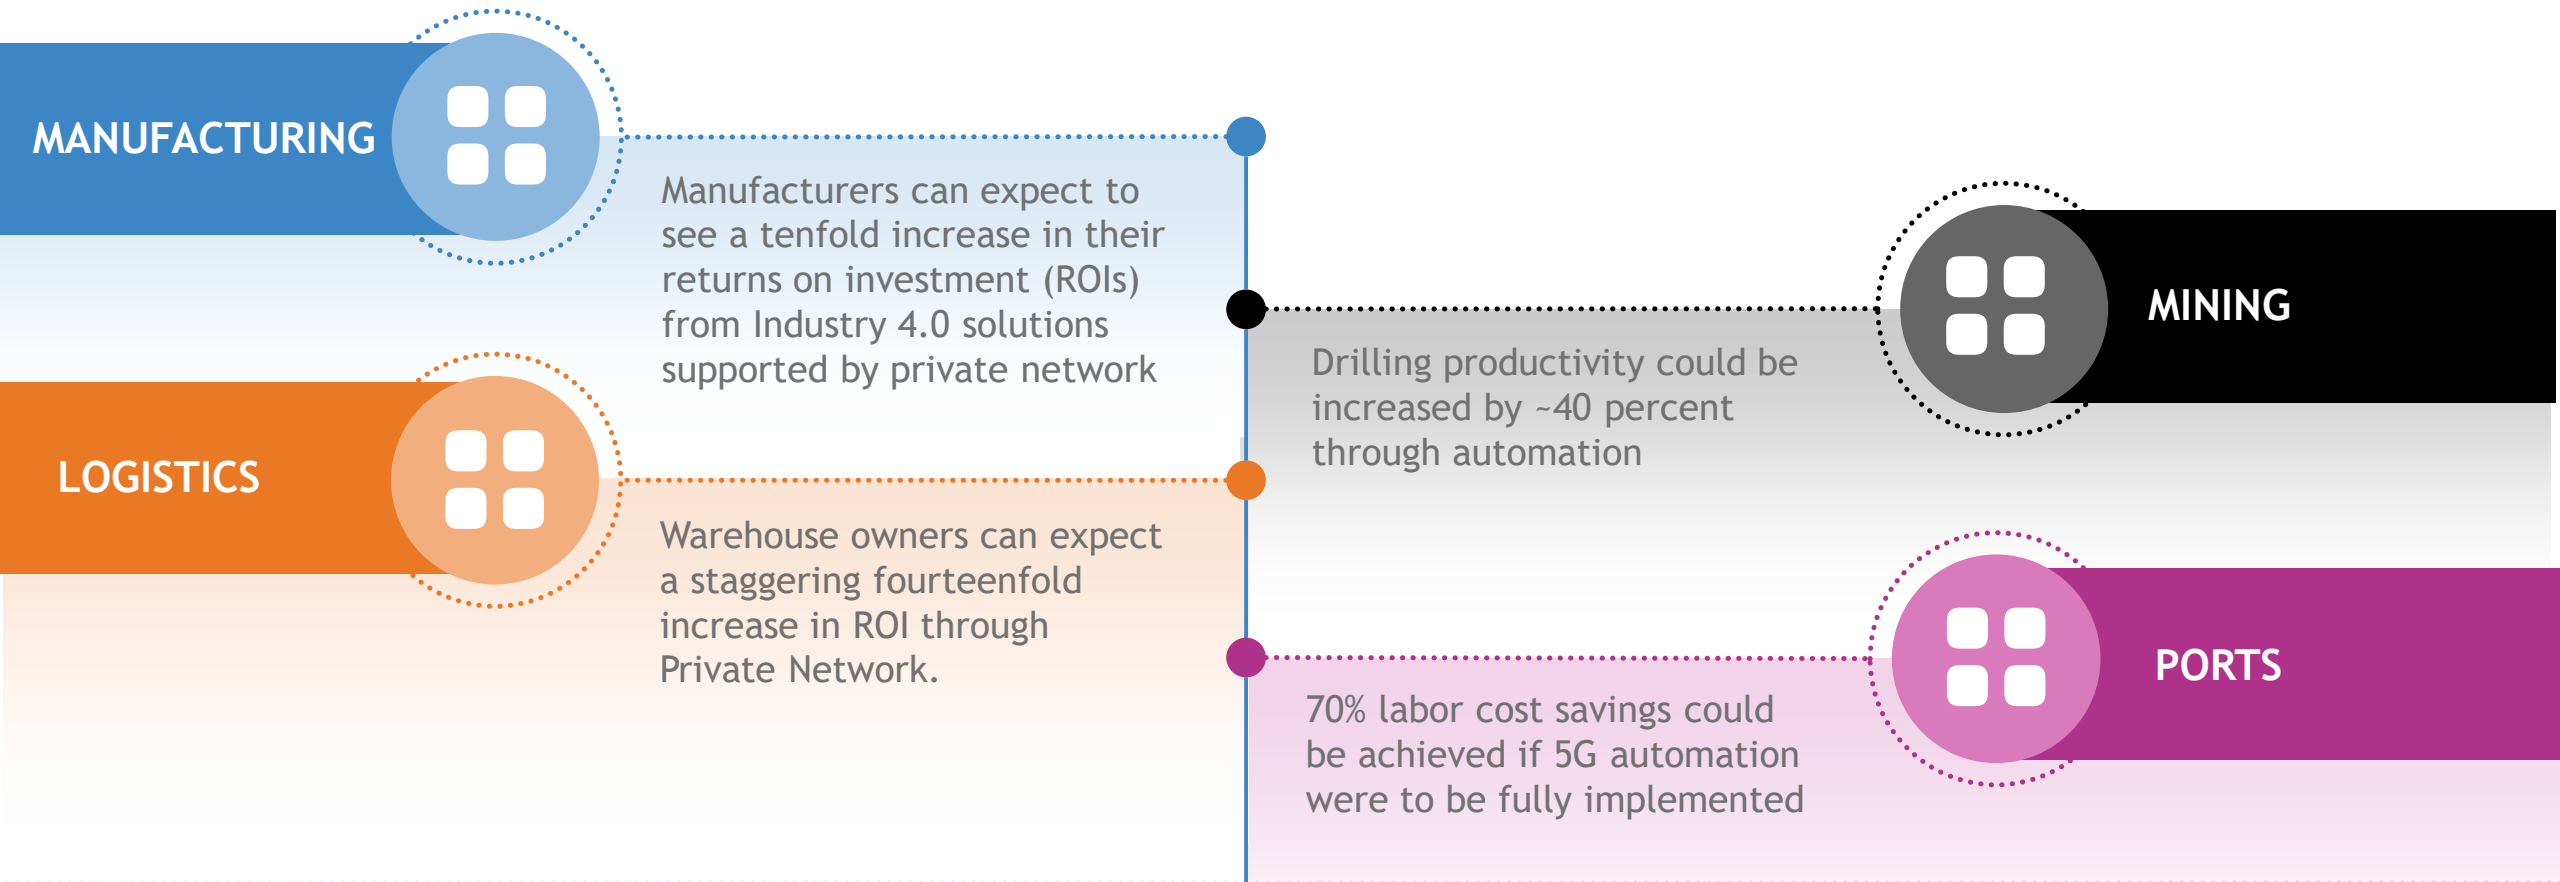 MANUFACTURING
Manufacturers can expect to
see a tenfold increase in their
returns on investment (ROIs)
from Industry 4.0 solutions
supported by private network
MINING
Drilling productivity could be
increased by ~40 percent
through automation
LOGISTICS
Warehouse owners can expect
a staggering fourteenfold
increase in ROI through
Private Network.
PORTS
70% labor cost savings could
be achieved if 5G automation
were to be fully implemented